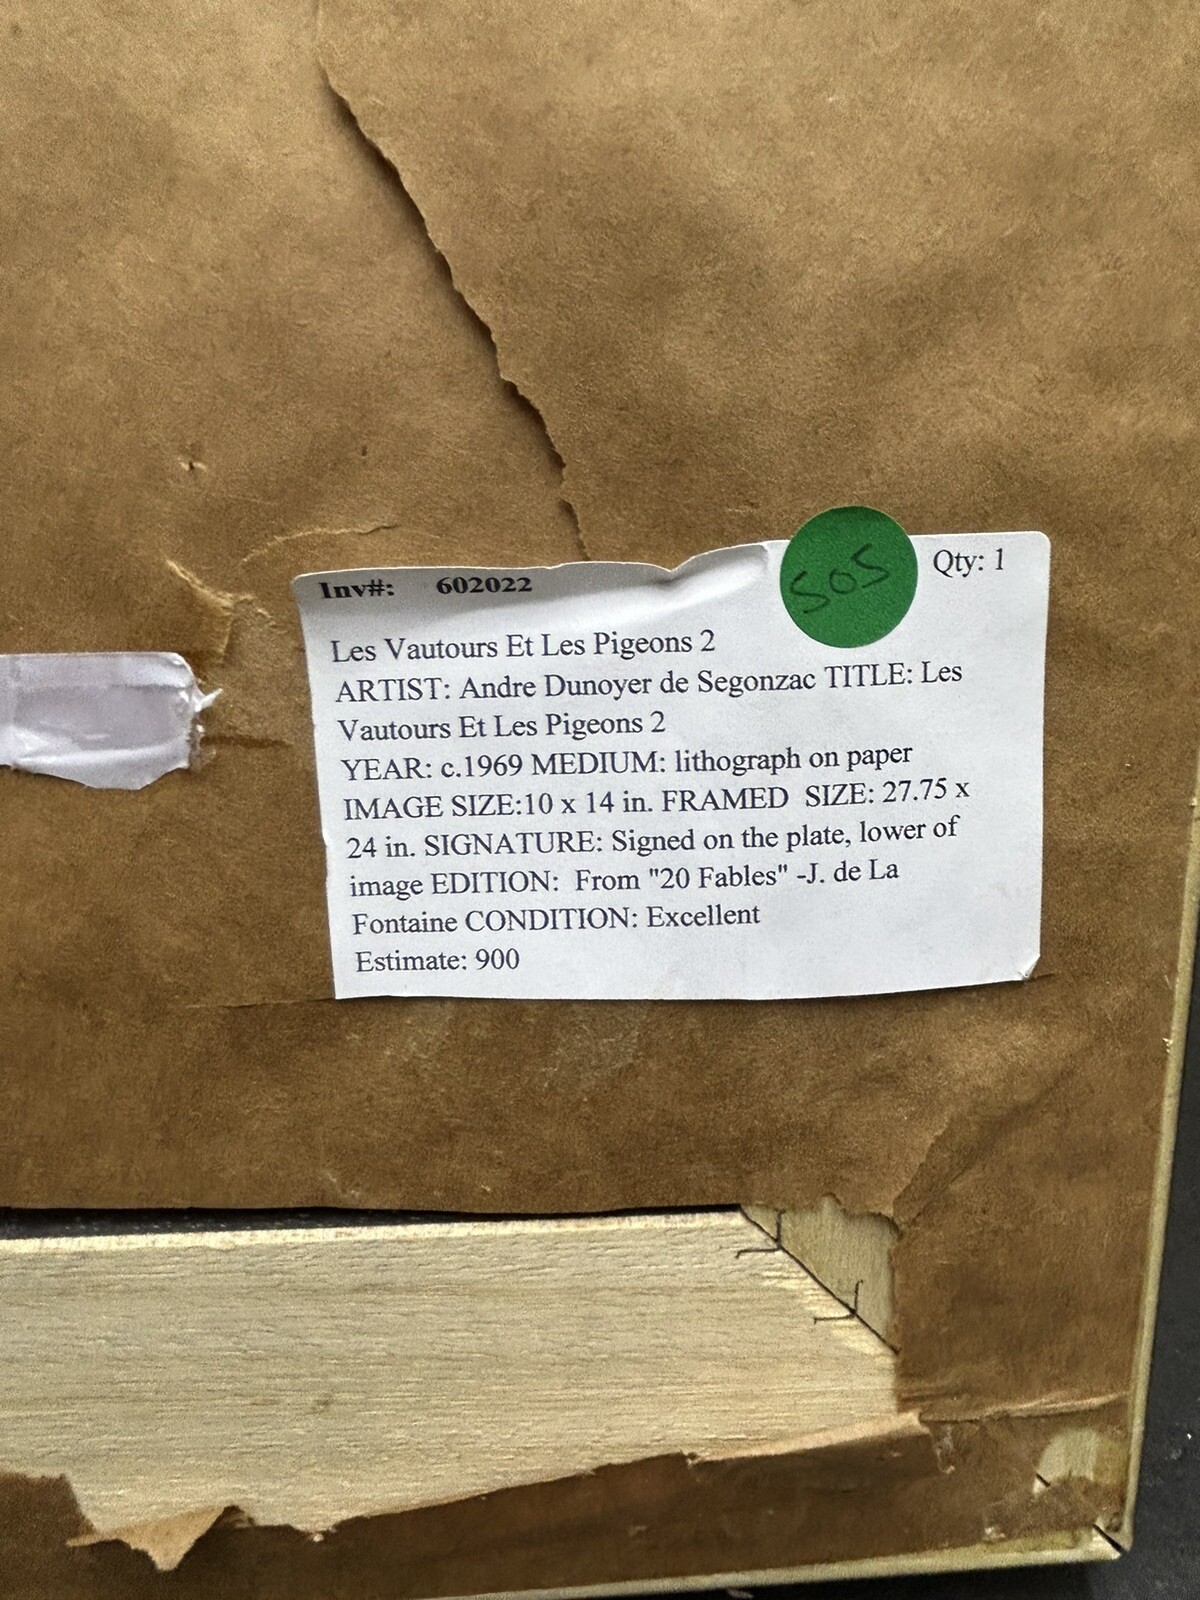 Inv#: 602022
505
Qty: 1
Les Vautours Et Les Pigeons 2
ARTIST: Andre Dunoyer de Segonzac TITLE: Les
Vautours Et Les Pigeons 2
YEAR: c.1969 MEDIUM: lithograph on paper
IMAGE SIZE:10 x 14 in. FRAMED SIZE: 27.75 x
24 in. SIGNATURE: Signed on the plate, lower of
image EDITION: From "20 Fables" -J. de La
Fontaine CONDITION: Excellent
Estimate: 900